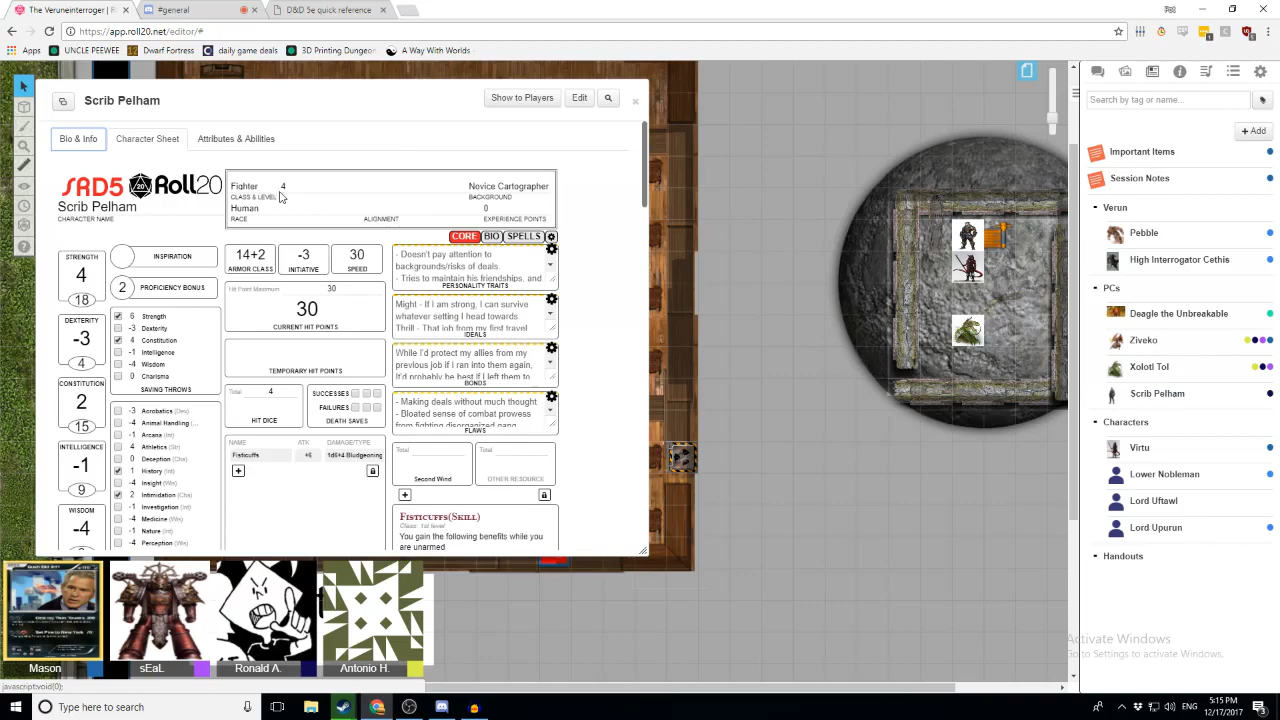 The Veruneinterroger | R
#general
D&D 5e quick reference
https://app.roll20.net/editor/#
Apps
UNCLE PEEWEE
Dwarf Fortress
daily game deals
3D Printing Dungeon
A Way With Words
Scrib Pelham
Show to Players
Edit
Bio & Info
Character Sheet
Attributes & Abilities
SRD5 Roll20
Scrib Pelham
CHARACTER NAME
Fighter 4
CLASS & LEVEL
Novice Cartographer
BACKGROUND
Human
0
RACE
ALIGNMENT
EXPERIENCE POINTS
CORE
BIO
SPELLS
STRENGTH
4
18
DEXTERITY
-3
4
CONSTITUTION
2
15
INTELLIGENCE
-1
9
WISDOM
-4
INSPIRATION
2
PROFICIENCY BONUS
6 Strength
-3 Dexterity
4 Constitution
-1 Intelligence
-4 Wisdom
0 Charisma
SAVING THROWS
-3 Acrobatics (Dex)
-4 Animal Handling (...
-1 Arcana (Int)
4 Athletics (Str)
0 Deception (Cha)
1 History (Int)
-4 Insight (Wis)
2 Intimidation (Cha)
-1 Investigation (Int)
-4 Medicine (Wis)
-1 Nature (Int)
-4 Perception (Wis)
14+2
ARMOR CLASS
-3
INITIATIVE
30
SPEED
Hit Point Maximum 30
30
CURRENT HIT POINTS
TEMPORARY HIT POINTS
Total 4
HIT DICE
SUCCESSES
FAILURES
DEATH SAVES
NAME ATK DAMAGE/TYPE
Fisticuffs +6 1d6+4 Bludgeoning
- Doesn't pay attention to
backgrounds/risks of deals.
- Tries to maintain his friendships, and
PERSONALITY TRAITS
Might - If I am strong, I can survive
whatever setting I head towards.
Thrill - That job from my first travel
IDEALS
While I'd protect my allies from my
previous job if I ran into them again,
It'd probably be best if I left them to
BONDS
- Making deals without much thought
- Bloated sense of combat prowess
from fighting disorganized gang
FLAWS
Total
Second Wind
Total
OTHER RESOURCE
FISTICUFFS(SKILL)
Class: 1st level
You gain the following benefits while you
are unarmed
Mason
sEaL
Ronald A.
Antonio H.
javascript:void(0);
Search by tag or name...
+ Add
Important Items
Session Notes
Verun
Pebble
High Interrogator Cethis
PCs
Deagle the Unbreakable
Ziveko
Xolotl Tol
Scrib Pelham
Characters
Virtu
Lower Nobleman
Lord Uftawl
Lord Upurun
Handouts
Activate Windows
Go to Settings to activate Windows.
Type here to search
5:15 PM
12/17/2017
3